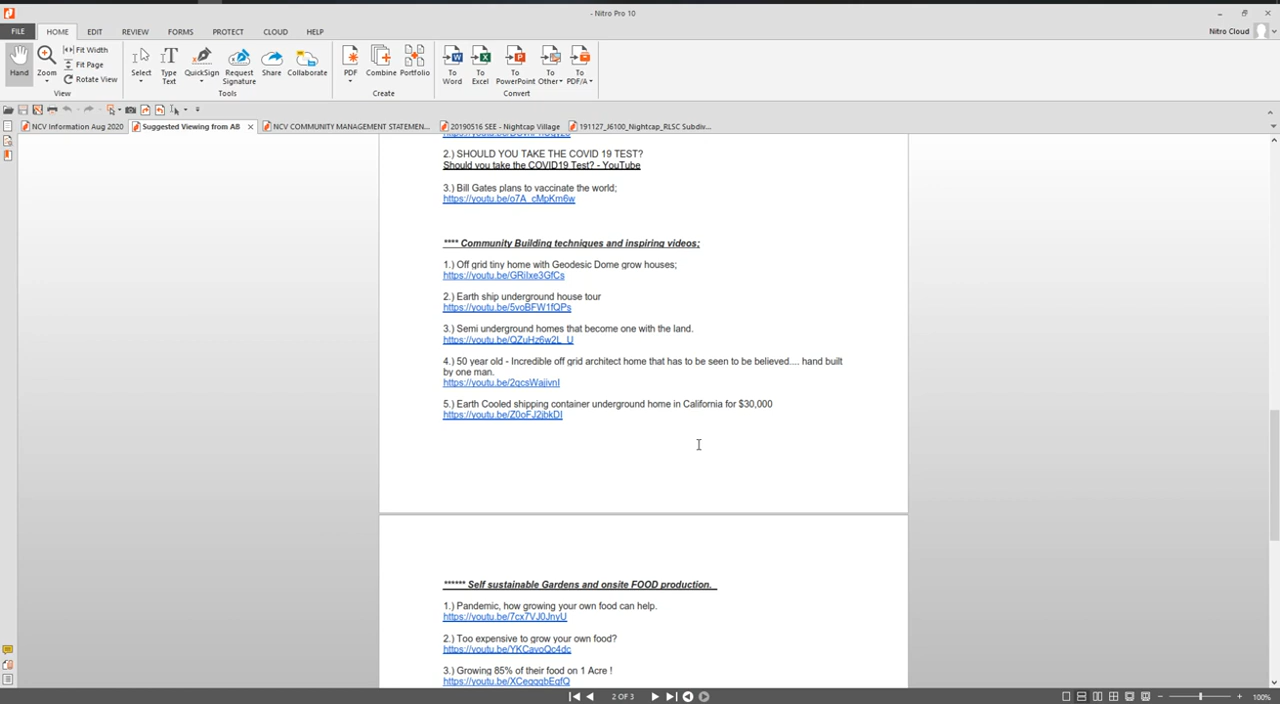 - Nitro Pro 10
FILE HOME EDIT REVIEW FORMS PROTECT CLOUD HELP
Nitro Cloud
Hand
Zoom
Fit Width
Fit Page
Rotate View
View
Select
Type Text
QuickSign
Request Signature
Share
Collaborate
Tools
PDF
Combine
Portfolio
Create
To Word
To Excel
To PowerPoint
To Other
To PDF/A
Convert
NCV Information Aug 2020
Suggested Viewing from AB
NCV COMMUNITY MANAGEMENT STATEMEN...
20190516 SEE - Nightcap Village
191127_J6100_Nightcap_RLSC Subdiv...
2.) SHOULD YOU TAKE THE COVID 19 TEST?
Should you take the COVID19 Test? - YouTube
3.) Bill Gates plans to vaccinate the world;
https://youtu.be/o7A_cMpKm6w
**** Community Building techniques and inspiring videos;
1.) Off grid tiny home with Geodesic Dome grow houses;
https://youtu.be/GRiIxe3GfCs
2.) Earth ship underground house tour
https://youtu.be/5voBFW1fQPs
3.) Semi underground homes that become one with the land.
https://youtu.be/QZuHz6w2L_U
4.) 50 year old - Incredible off grid architect home that has to be seen to be believed.... hand built
by one man.
https://youtu.be/2gcsWajivnI
5.) Earth Cooled shipping container underground home in California for $30,000
https://youtu.be/Z0oFJ2ibkDI
****** Self sustainable Gardens and onsite FOOD production.
1.) Pandemic, how growing your own food can help.
https://youtu.be/7cx7VJ0JnyU
2.) Too expensive to grow your own food?
https://youtu.be/YKCavoQc4dc
3.) Growing 85% of their food on 1 Acre !
https://youtu.be/XCeggqbEgfQ
2 OF 3
100%